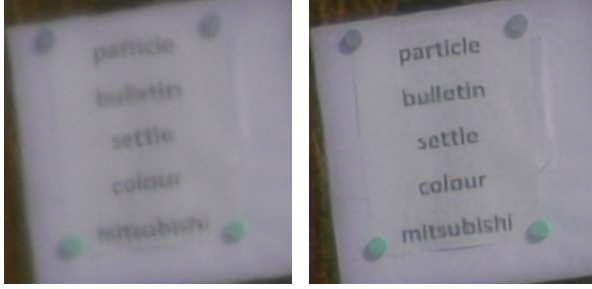 particle
bulletin
settle
colour
mitsubishi
particle
bulletin
settle
colour
mitsubishi